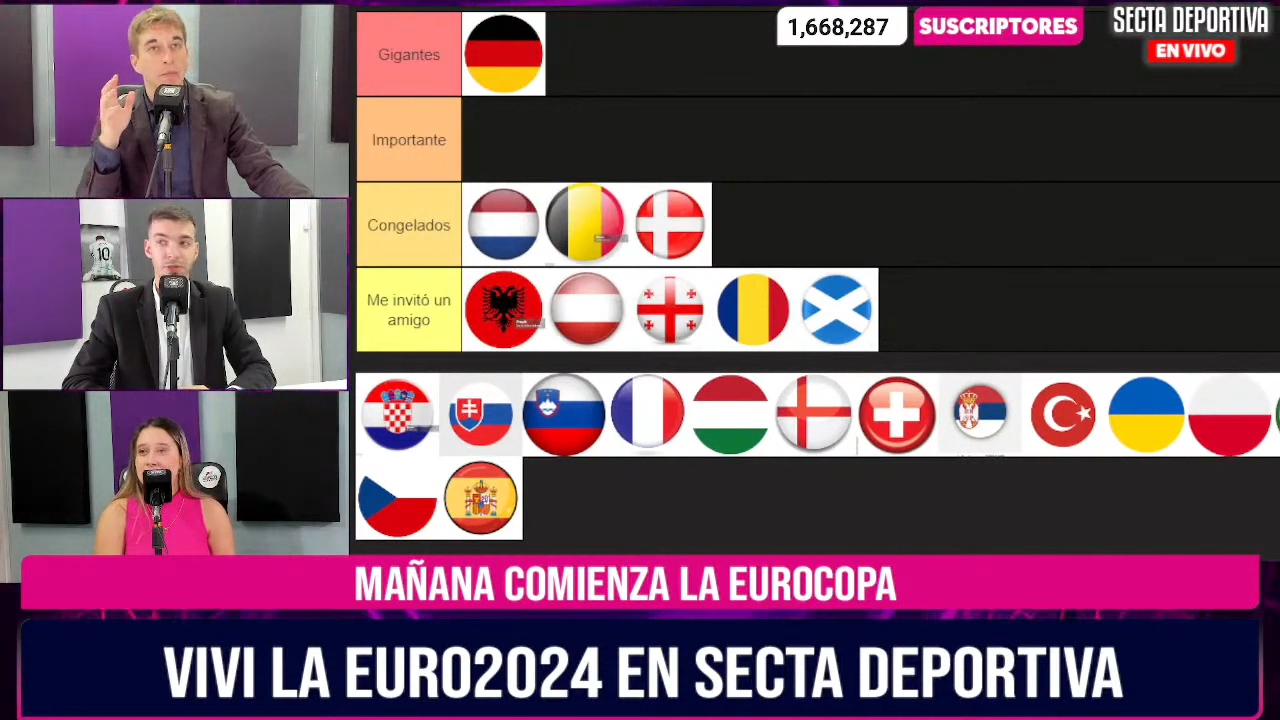 1,668,287
SUSCRIPTORES
SECTA DEPORTIVA
EN VIVO
Gigantes
Importante
Congelados
Me invitó un
amigo
10
MAÑANA COMIENZA LA EUROCOPA
VIVI LA EURO2024 EN SECTA DEPORTIVA